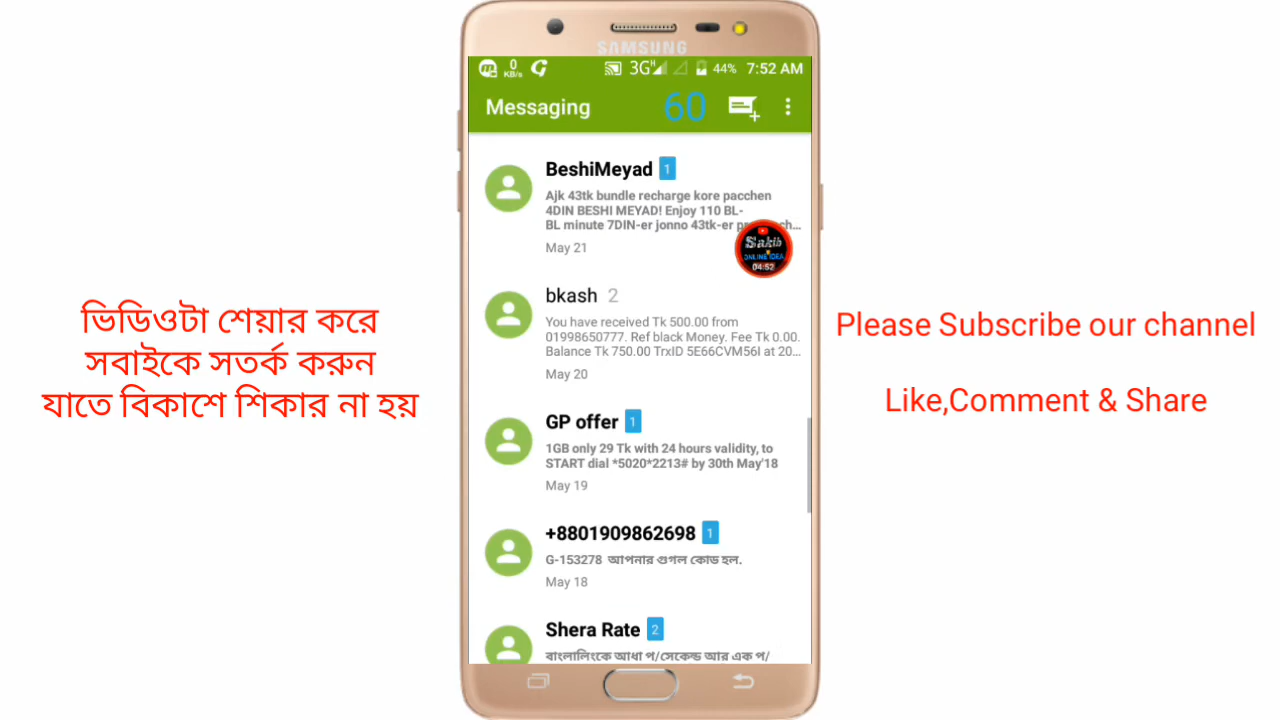 SAMSUNG
0
KB/s
3G H
44%
7:52 AM
Messaging
60
BeshiMeyad 1
Ajk 43tk bundle recharge kore pacchen
4DIN BESHI MEYAD! Enjoy 110 BL-
BL minute 7DIN-er jonno 43tk-er
May 21
Sakib
ONLINE IDEA
04:52
bkash 2
You have received Tk 500.00 from
01998650777. Ref black Money. Fee Tk 0.00.
Balance Tk 750.00 TrxID 5E66CVM56I at 20...
May 20
GP offer 1
1GB only 29 Tk with 24 hours validity, to
START dial *5020*2213# by 30th May'18
May 19
+8801909862698 1
G-153278 আপনার গুগল কোড হল.
May 18
Shera Rate 2
বাংলালিংকে আধা প/সেকেন্ড আর এক প/
ভিডিওটা শেয়ার করে
সবাইকে সতর্ক করুন
যাতে বিকাশে শিকার না হয়
Please Subscribe our channel
Like,Comment & Share